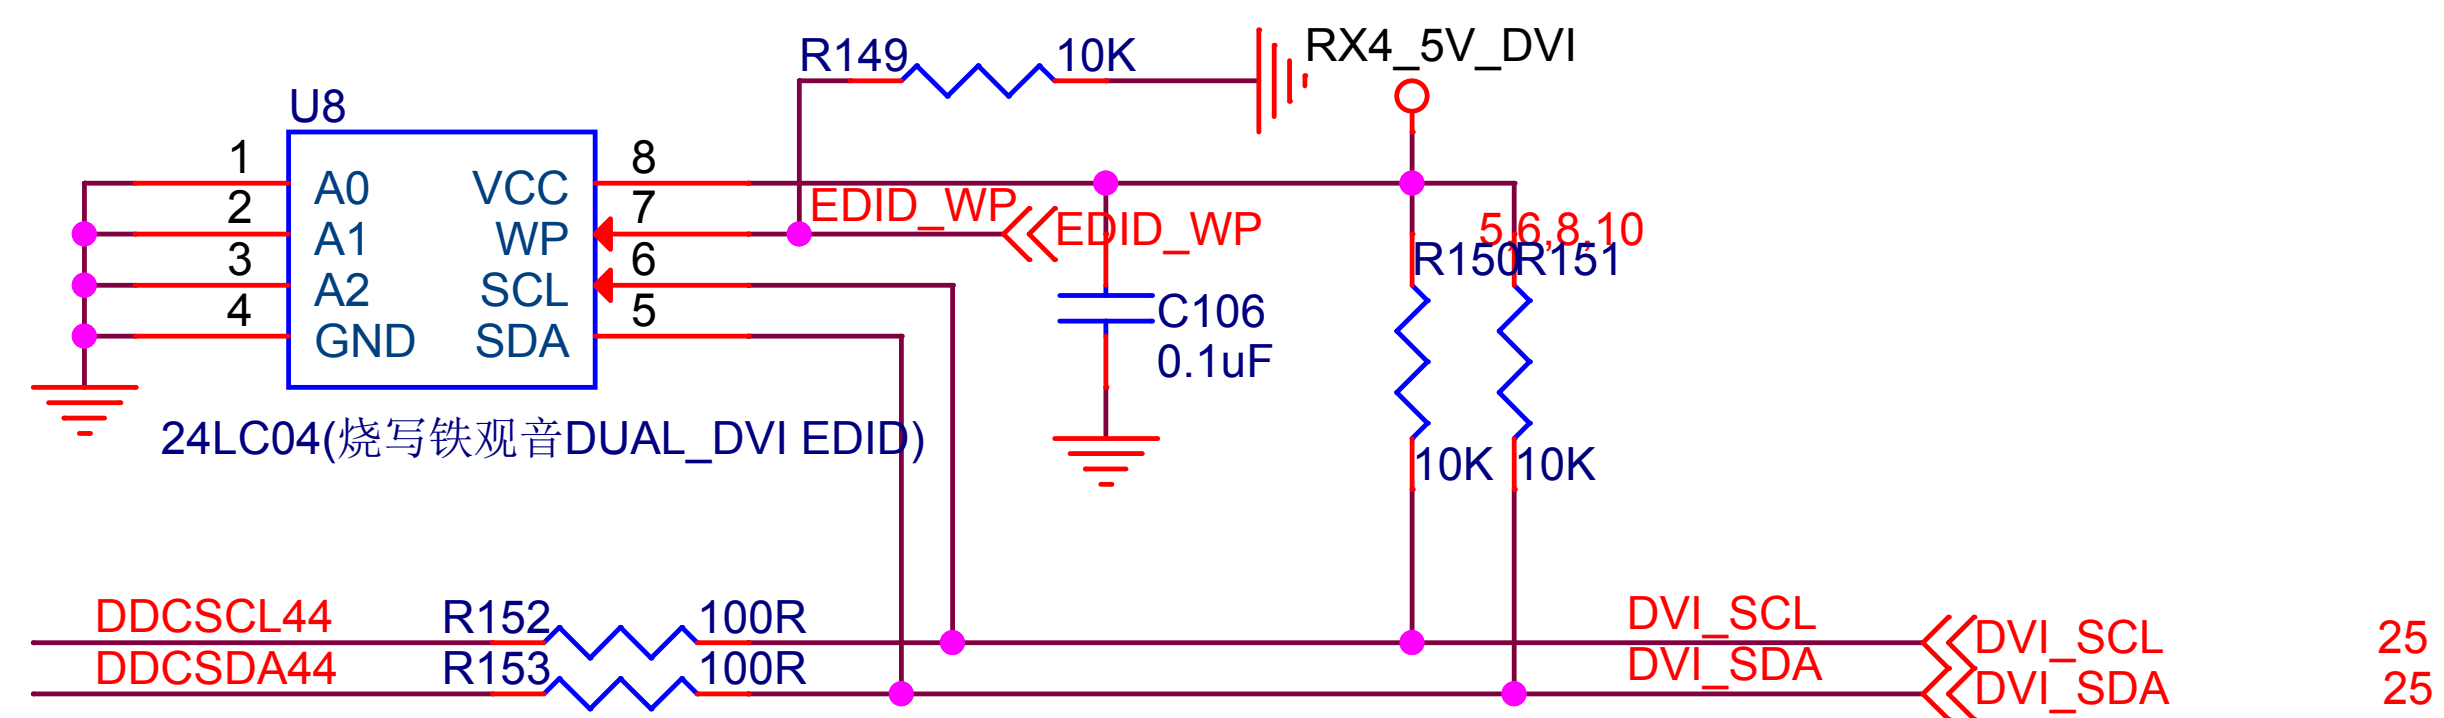 R149 10K RX4_5V_DVI
U8
1 A0 VCC 8
2 A1 WP 7 EDID_WP EDID_WP 5,6,8,10
3 A2 SCL 6 R150 R151
4 GND SDA 5 C106
0.1uF
24LC04(烧写铁观音DUAL_DVI EDID)
10K 10K
DDCSCL44 R152 100R DVI_SCL DVI_SCL 25
DDCSDA44 R153 100R DVI_SDA DVI_SDA 25